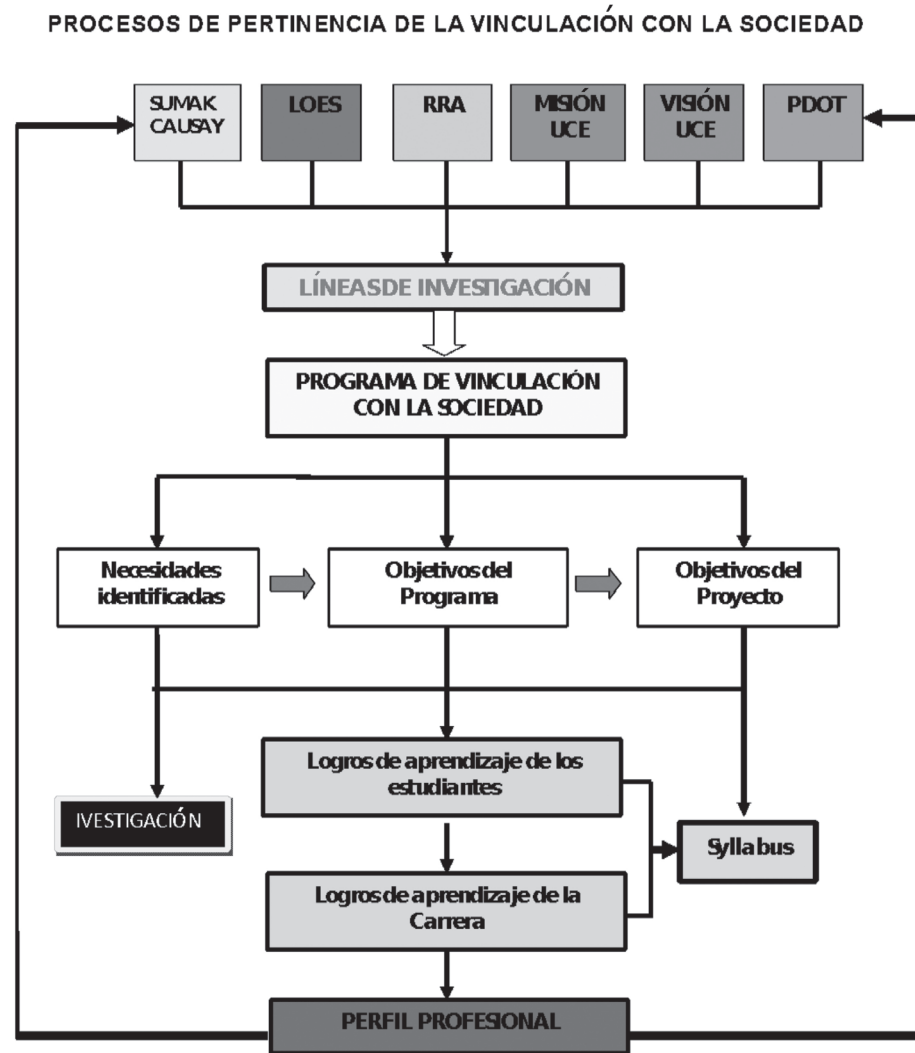 PROCESOS DE PERTINENCIA DE LA VINCULACIÓN CON LA SOCIEDAD
SUMAK
CAUSAY
LOES
RRA
MISIÓN
UCE
VISIÓN
UCE
PDOT
LÍNEAS DE INVESTIGACIÓN
PROGRAMA DE VINCULACIÓN
CON LA SOCIEDAD
Necesidades
identificadas
Objetivos del
Programa
Objetivos del
Proyecto
Logros de aprendizaje de los
estudiantes
IVESTIGACIÓN
Syllabus
Logros de aprendizaje de la
Carrera
PERFIL PROFESIONAL